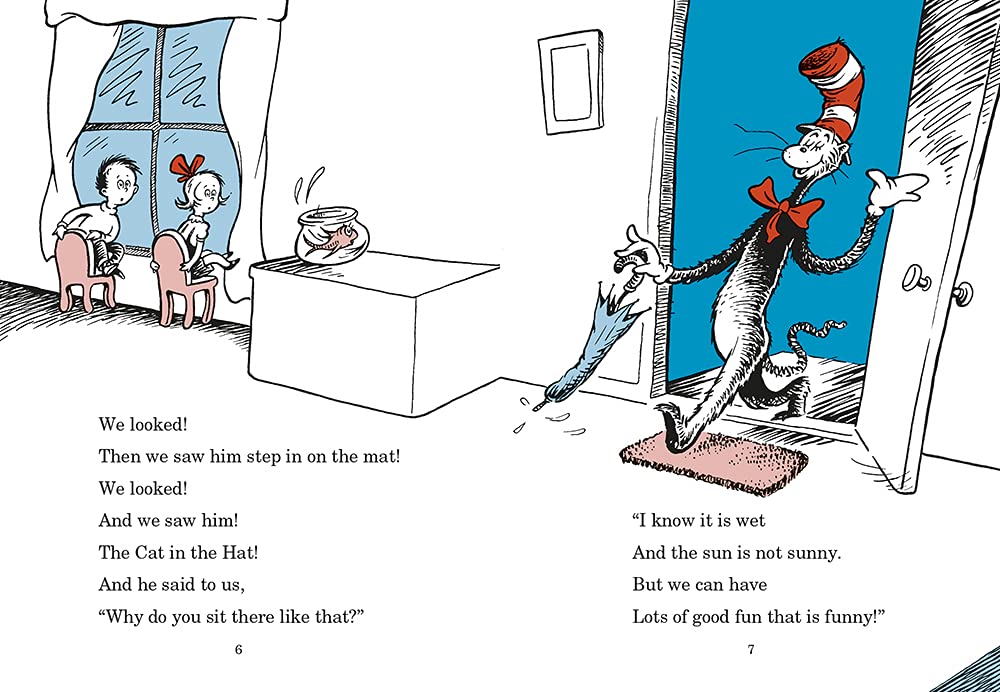 We looked!
Then we saw him step in on the mat!
We looked!
And we saw him!
The Cat in the Hat!
And he said to us,
“Why do you sit there like that?”
6
“I know it is wet
And the sun is not sunny.
But we can have
Lots of good fun that is funny!”
7